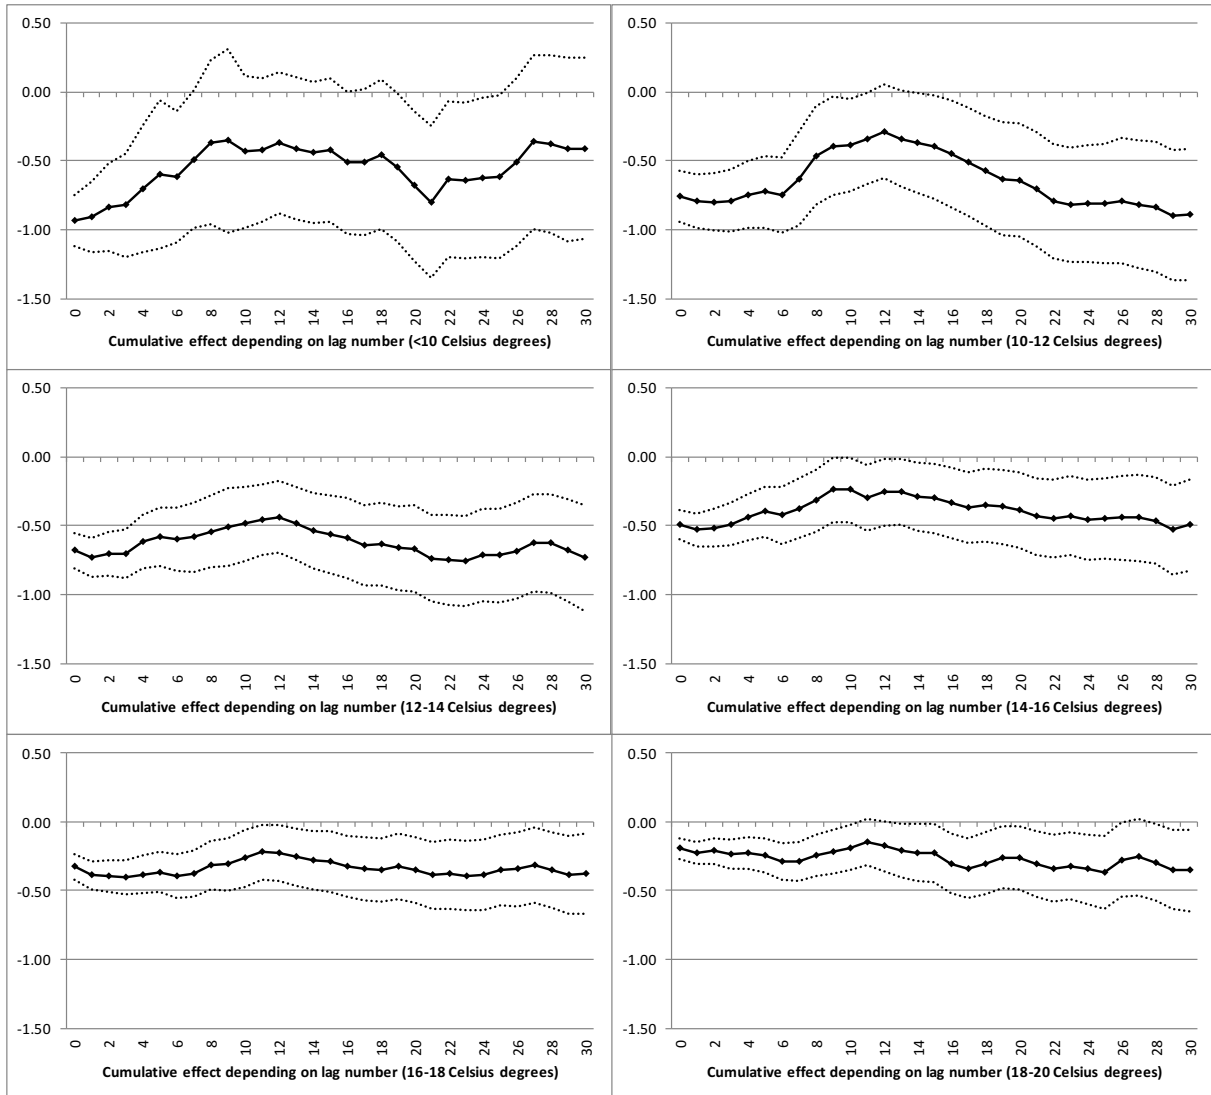 0.50
0.00
-0.50
-1.00
-1.50
0 2 4 6 8 10 12 14 16 18 20 22 24 26 28 30
Cumulative effect depending on lag number (<10 Celsius degrees)
0.50
0.00
-0.50
-1.00
-1.50
0 2 4 6 8 10 12 14 16 18 20 22 24 26 28 30
Cumulative effect depending on lag number (10-12 Celsius degrees)
0.50
0.00
-0.50
-1.00
-1.50
0 2 4 6 8 10 12 14 16 18 20 22 24 26 28 30
Cumulative effect depending on lag number (12-14 Celsius degrees)
0.50
0.00
-0.50
-1.00
-1.50
0 2 4 6 8 10 12 14 16 18 20 22 24 26 28 30
Cumulative effect depending on lag number (14-16 Celsius degrees)
0.50
0.00
-0.50
-1.00
-1.50
0 2 4 6 8 10 12 14 16 18 20 22 24 26 28 30
Cumulative effect depending on lag number (16-18 Celsius degrees)
0.50
0.00
-0.50
-1.00
-1.50
0 2 4 6 8 10 12 14 16 18 20 22 24 26 28 30
Cumulative effect depending on lag number (18-20 Celsius degrees)